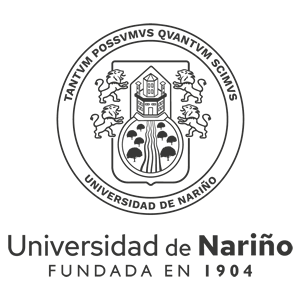 TANTVM POSSVMVS QVANTVM SCIMVS
UNIVERSIDAD DE NARIÑO
Universidad de Nariño
FUNDADA EN 1904